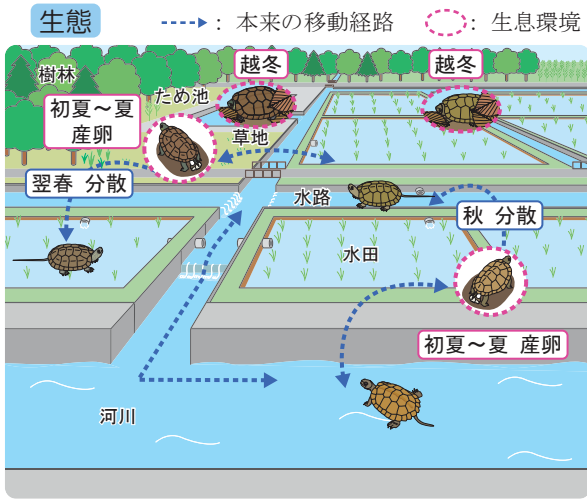 生態
本来の移動経路
: 生息環境
樹林
越冬
越冬
ため池
初夏～夏
産卵
草地
翌春 分散
水路
秋 分散
水田
初夏～夏 産卵
河川